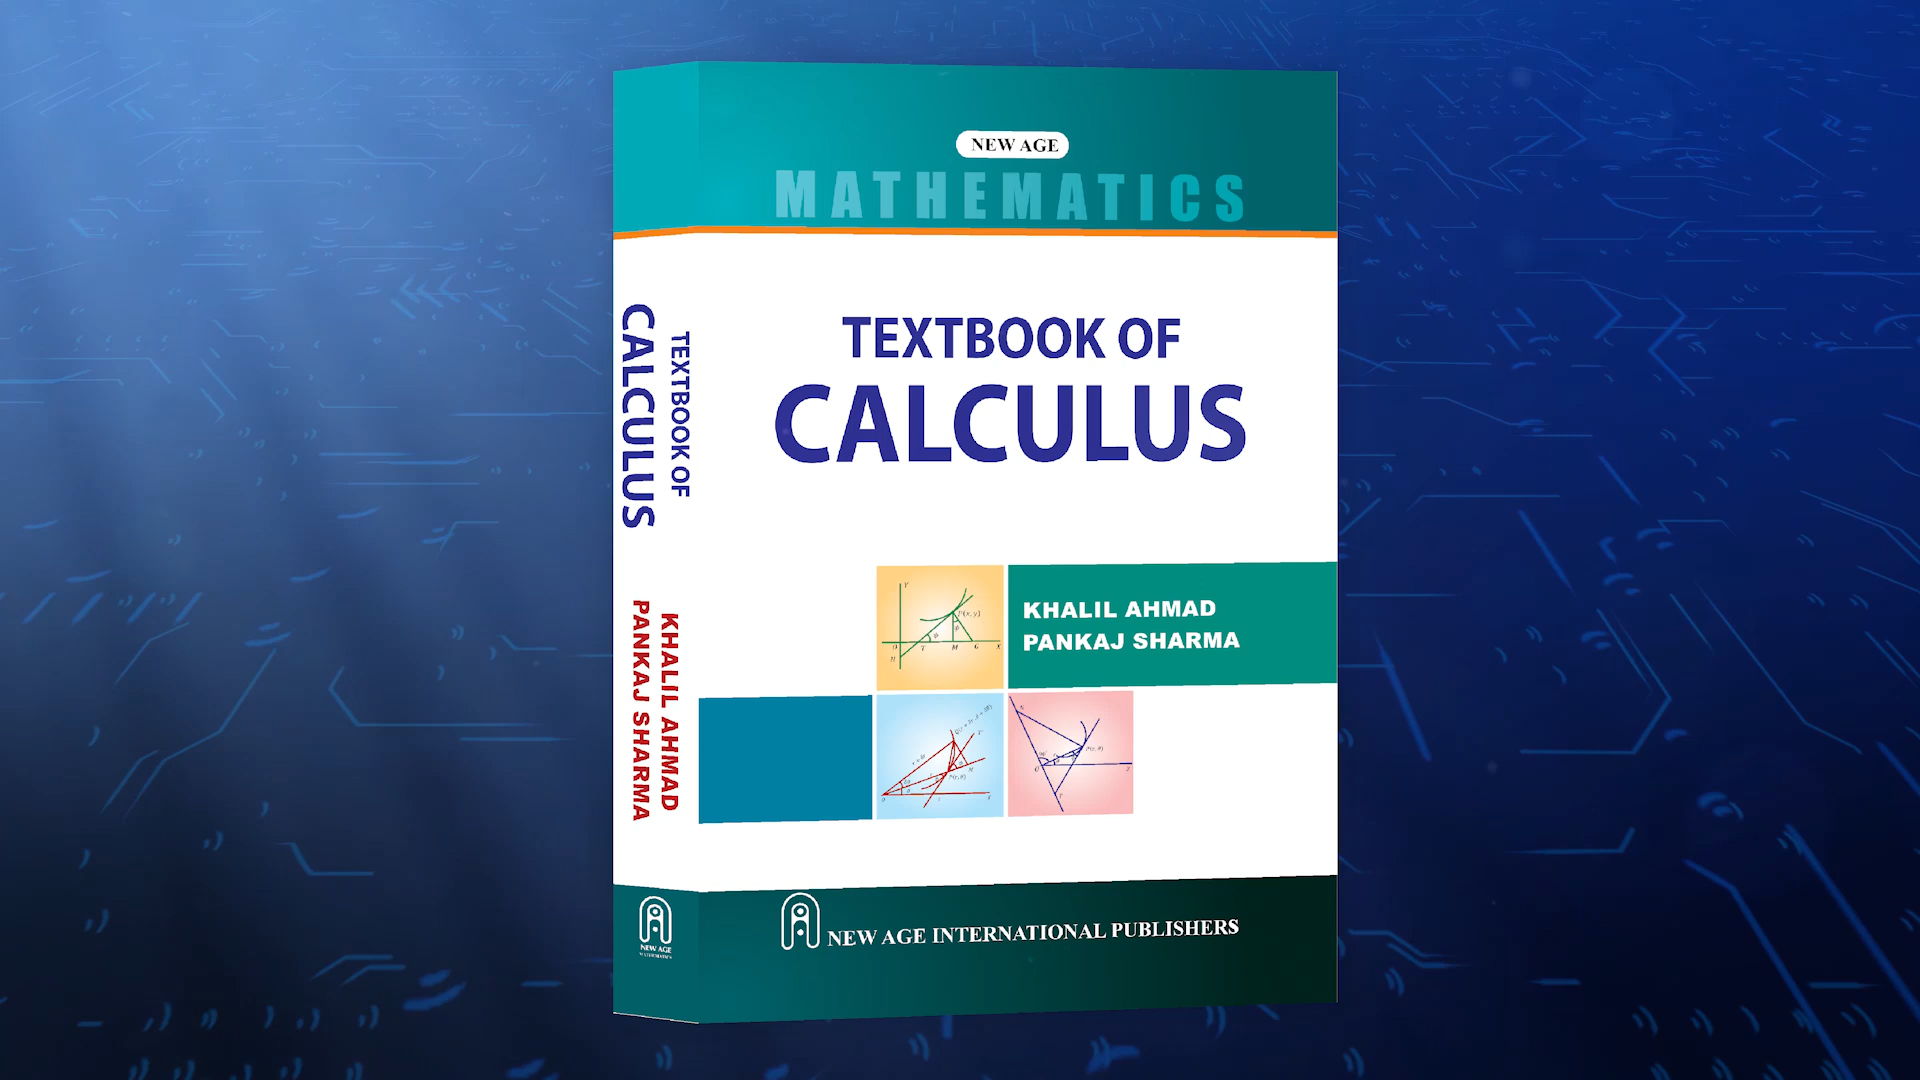 NEW AGE
MATHEMATICS
TEXTBOOK OF
CALCULUS
KHALIL AHMAD
PANKAJ SHARMA
NEW AGE INTERNATIONAL PUBLISHERS
TEXTBOOK OF
CALCULUS
KHALIL AHMAD
PANKAJ SHARMA
NEW AGE
Y
P(x, y)
O
T
M
G
X